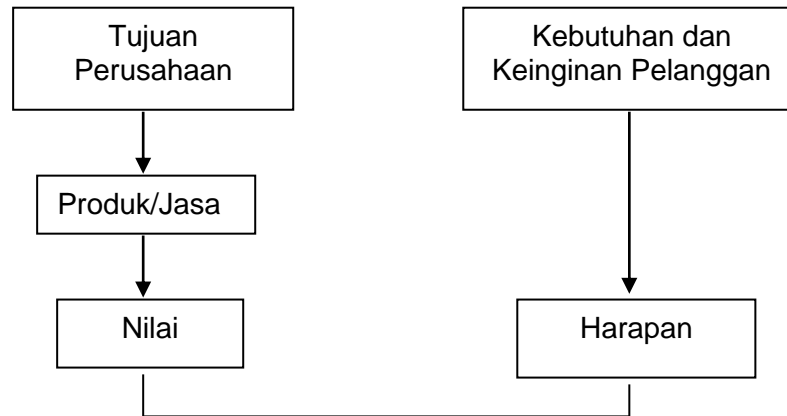 Tujuan
Perusahaan
Kebutuhan dan
Keinginan Pelanggan
Produk/Jasa
Nilai
Harapan